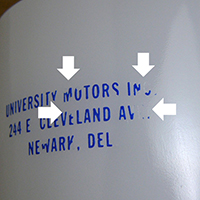 UNIVERSITY MOTORS INC.
244 E CLEVELAND AV
NEWARK, DEL